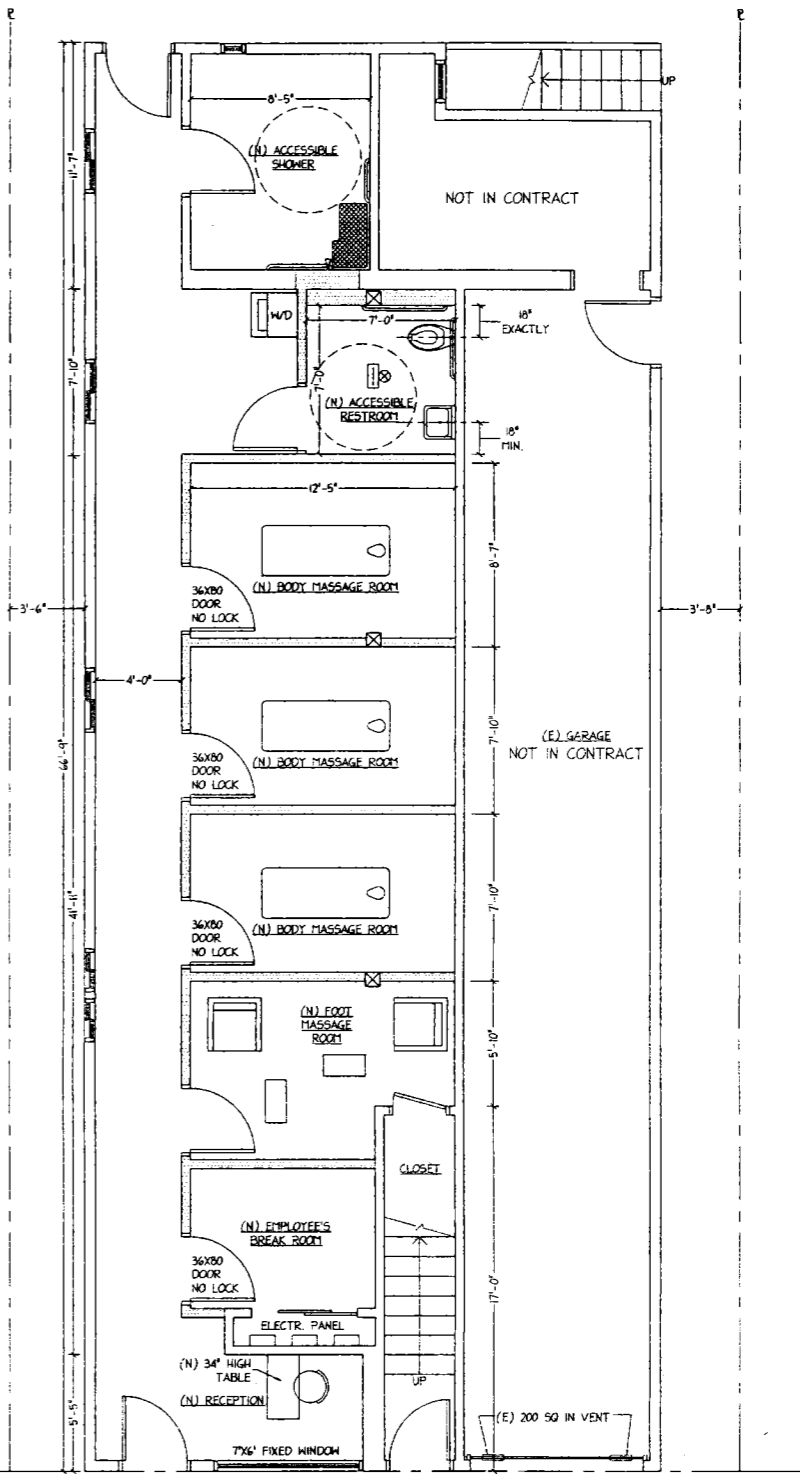 UP
8'-5"
(N) ACCESSIBLE
SHOWER
11'-7"
NOT IN CONTRACT
W/D
7'-0"
18"
EXACTLY
7'-0"
7'-10"
(N) ACCESSIBLE
RESTROOM
18"
MIN.
12'-5"
8'-7"
(N) BODY MASSAGE ROOM
36X80
DOOR
NO LOCK
3'-6"
3'-8"
4'-0"
66'-9"
7'-10"
(E) GARAGE
NOT IN CONTRACT
(N) BODY MASSAGE ROOM
36X80
DOOR
NO LOCK
41'-11"
7'-10"
(N) BODY MASSAGE ROOM
36X80
DOOR
NO LOCK
(N) FOOT
MASSAGE
ROOM
5'-10"
CLOSET
(N) EMPLOYEE'S
BREAK ROOM
36X80
DOOR
NO LOCK
17'-0"
ELECTR. PANEL
(N) 34" HIGH
TABLE
UP
(N) RECEPTION
5'-5"
(E) 200 SQ IN VENT
7'X6' FIXED WINDOW